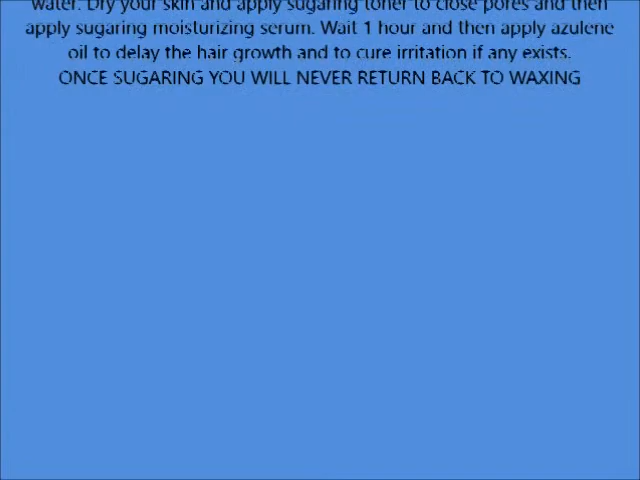 water. Dry your skin and apply sugaring toner to close pores and then
apply sugaring moisturizing serum. Wait 1 hour and then apply azulene
oil to delay the hair growth and to cure irritation if any exists.
ONCE SUGARING YOU WILL NEVER RETURN BACK TO WAXING